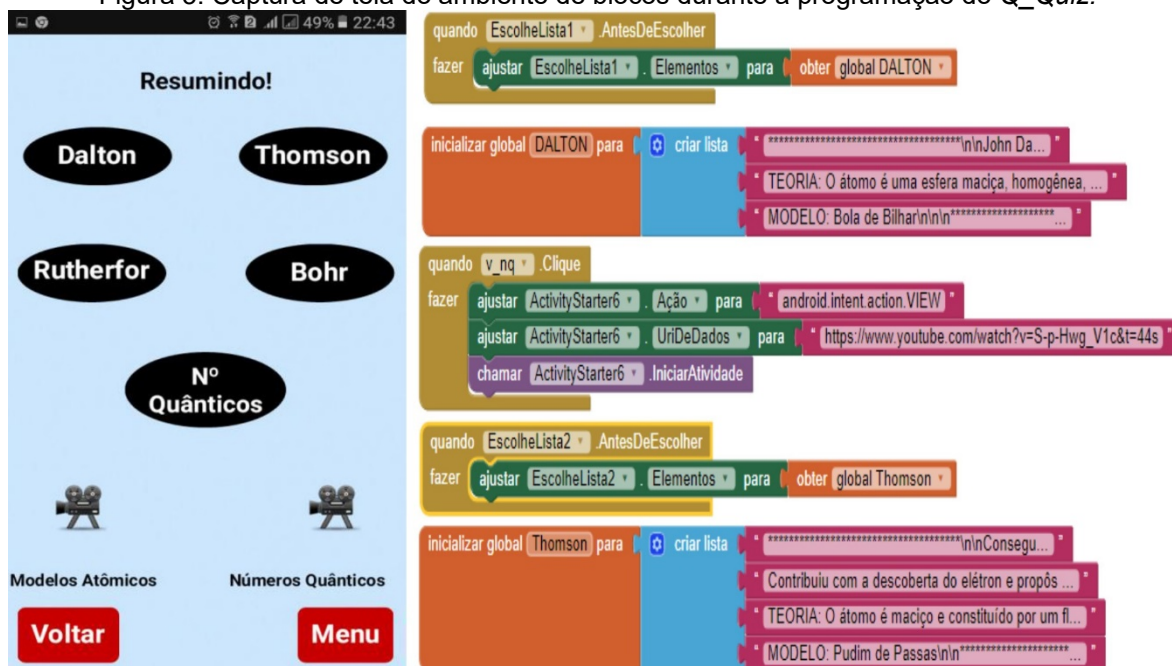 Figura 5. Captura de tela do ambiente de blocos durante a programação do Q_Quiz.
49% 22:43
Resumindo!
Dalton
Thomson
Rutherfor
Bohr
Nº
Quânticos
Modelos Atômicos
Números Quânticos
Voltar
Menu
quando EscolheLista1 .AntesDeEscolher
fazer ajustar EscolheLista1 . Elementos para obter global DALTON
inicializar global DALTON para criar lista " *************************************\n\nJohn Da... "
" TEORIA: O átomo é uma esfera maciça, homogênea, ... "
" MODELO: Bola de Bilhar\n\n\n********************... "
quando v_nq .Clique
fazer ajustar ActivityStarter6 . Ação para " android.intent.action.VIEW "
ajustar ActivityStarter6 . UriDeDados para " https://www.youtube.com/watch?v=S-p-Hwg_V1c&t=44s "
chamar ActivityStarter6 .IniciarAtividade
quando EscolheLista2 .AntesDeEscolher
fazer ajustar EscolheLista2 . Elementos para obter global Thomson
inicializar global Thomson para criar lista " *************************************\n\nConsegu... "
" Contribuiu com a descoberta do elétron e propôs ... "
" TEORIA: O átomo é maciço e constituído por um fl... "
" MODELO: Pudim de Passas\n\n*********************... "